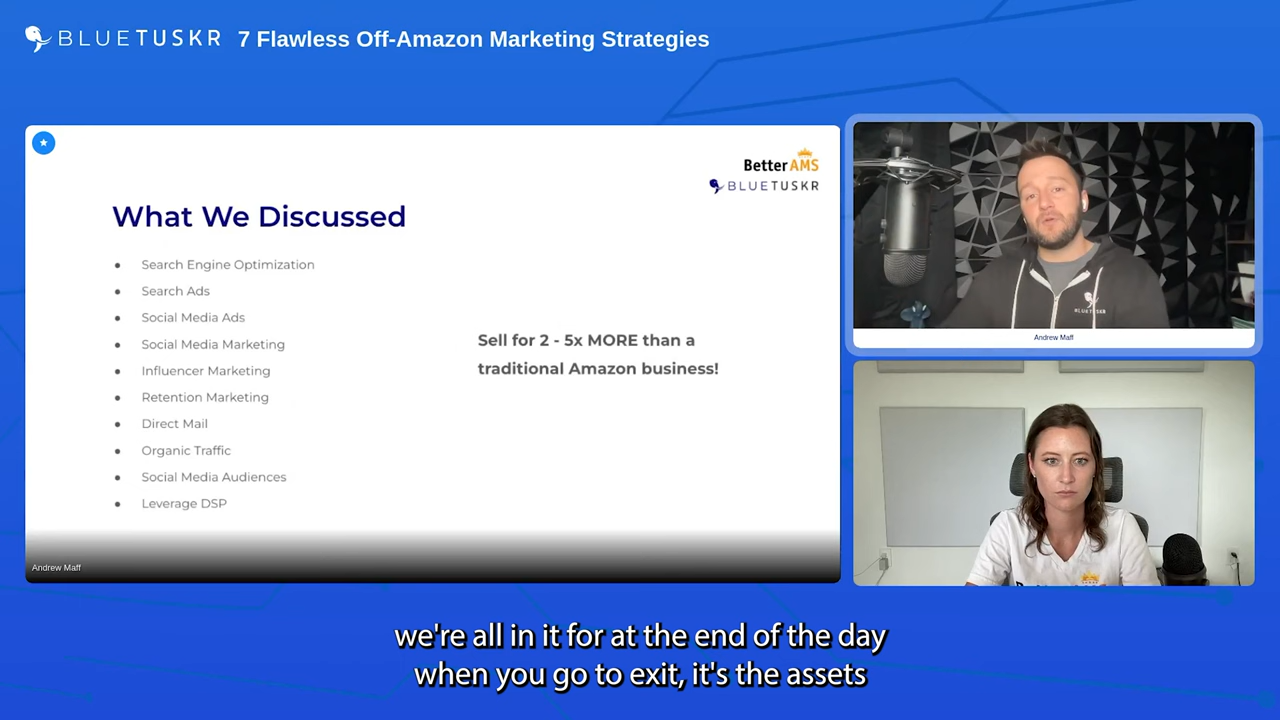 BLUETUSKR 7 Flawless Off-Amazon Marketing Strategies
BetterAMS
BLUETUSKR
What We Discussed
● Search Engine Optimization
● Search Ads
● Social Media Ads
● Social Media Marketing
● Influencer Marketing
● Retention Marketing
● Direct Mail
● Organic Traffic
● Social Media Audiences
● Leverage DSP
Sell for 2 - 5x MORE than a
traditional Amazon business!
Andrew Maff
BLUETUSKR
Andrew Maff
we're all in it for at the end of the day
when you go to exit, it's the assets